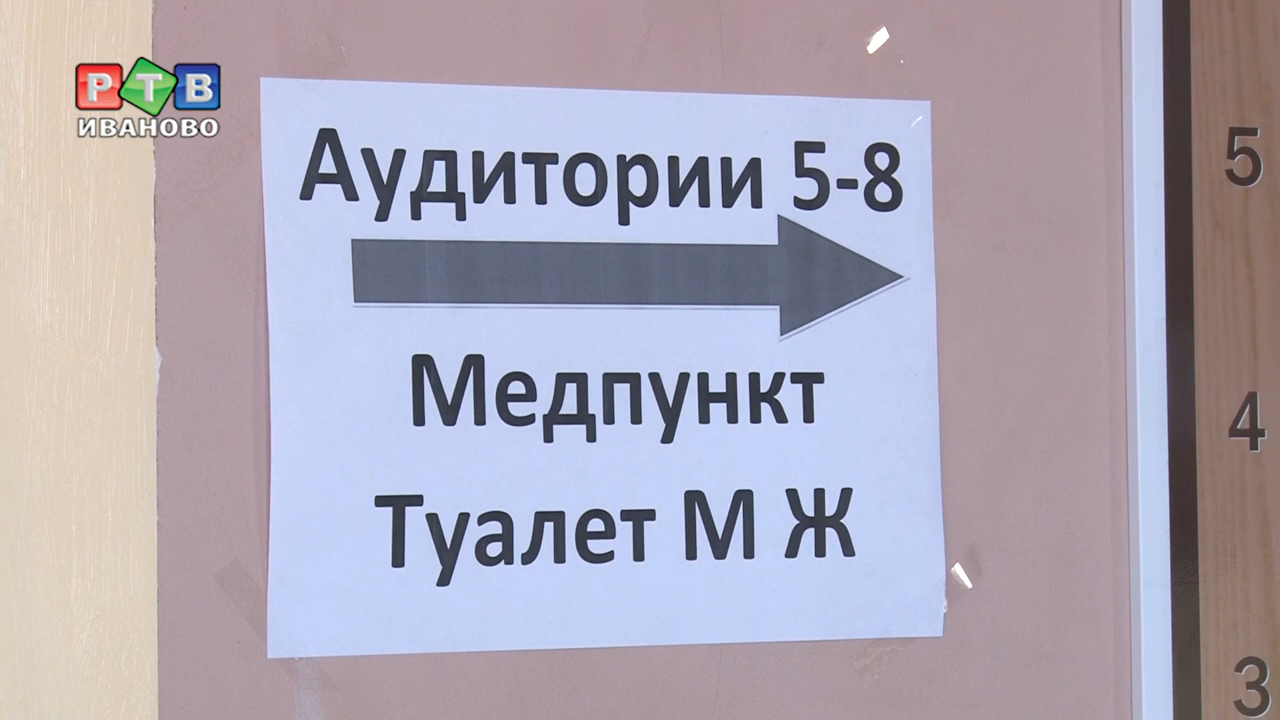 РТВ
ИВАНОВО
Аудитории 5-8
Медпункт
Туалет М Ж
5
4
3